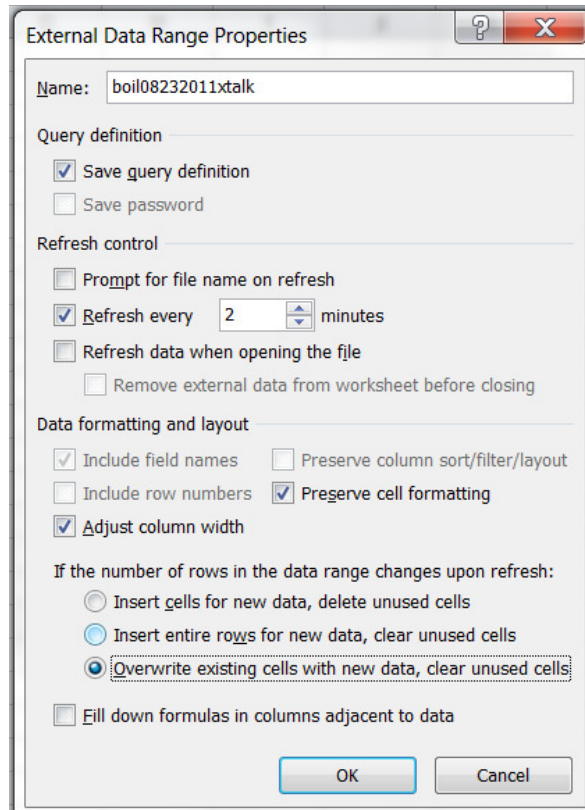 External Data Range Properties
Name: boil08232011xtalk
Query definition
Save query definition
Save password
Refresh control
Prompt for file name on refresh
Refresh every 2 minutes
Refresh data when opening the file
Remove external data from worksheet before closing
Data formatting and layout
Include field names Preserve column sort/filter/layout
Include row numbers Preserve cell formatting
Adjust column width
If the number of rows in the data range changes upon refresh:
Insert cells for new data, delete unused cells
Insert entire rows for new data, clear unused cells
Overwrite existing cells with new data, clear unused cells
Fill down formulas in columns adjacent to data
OK Cancel